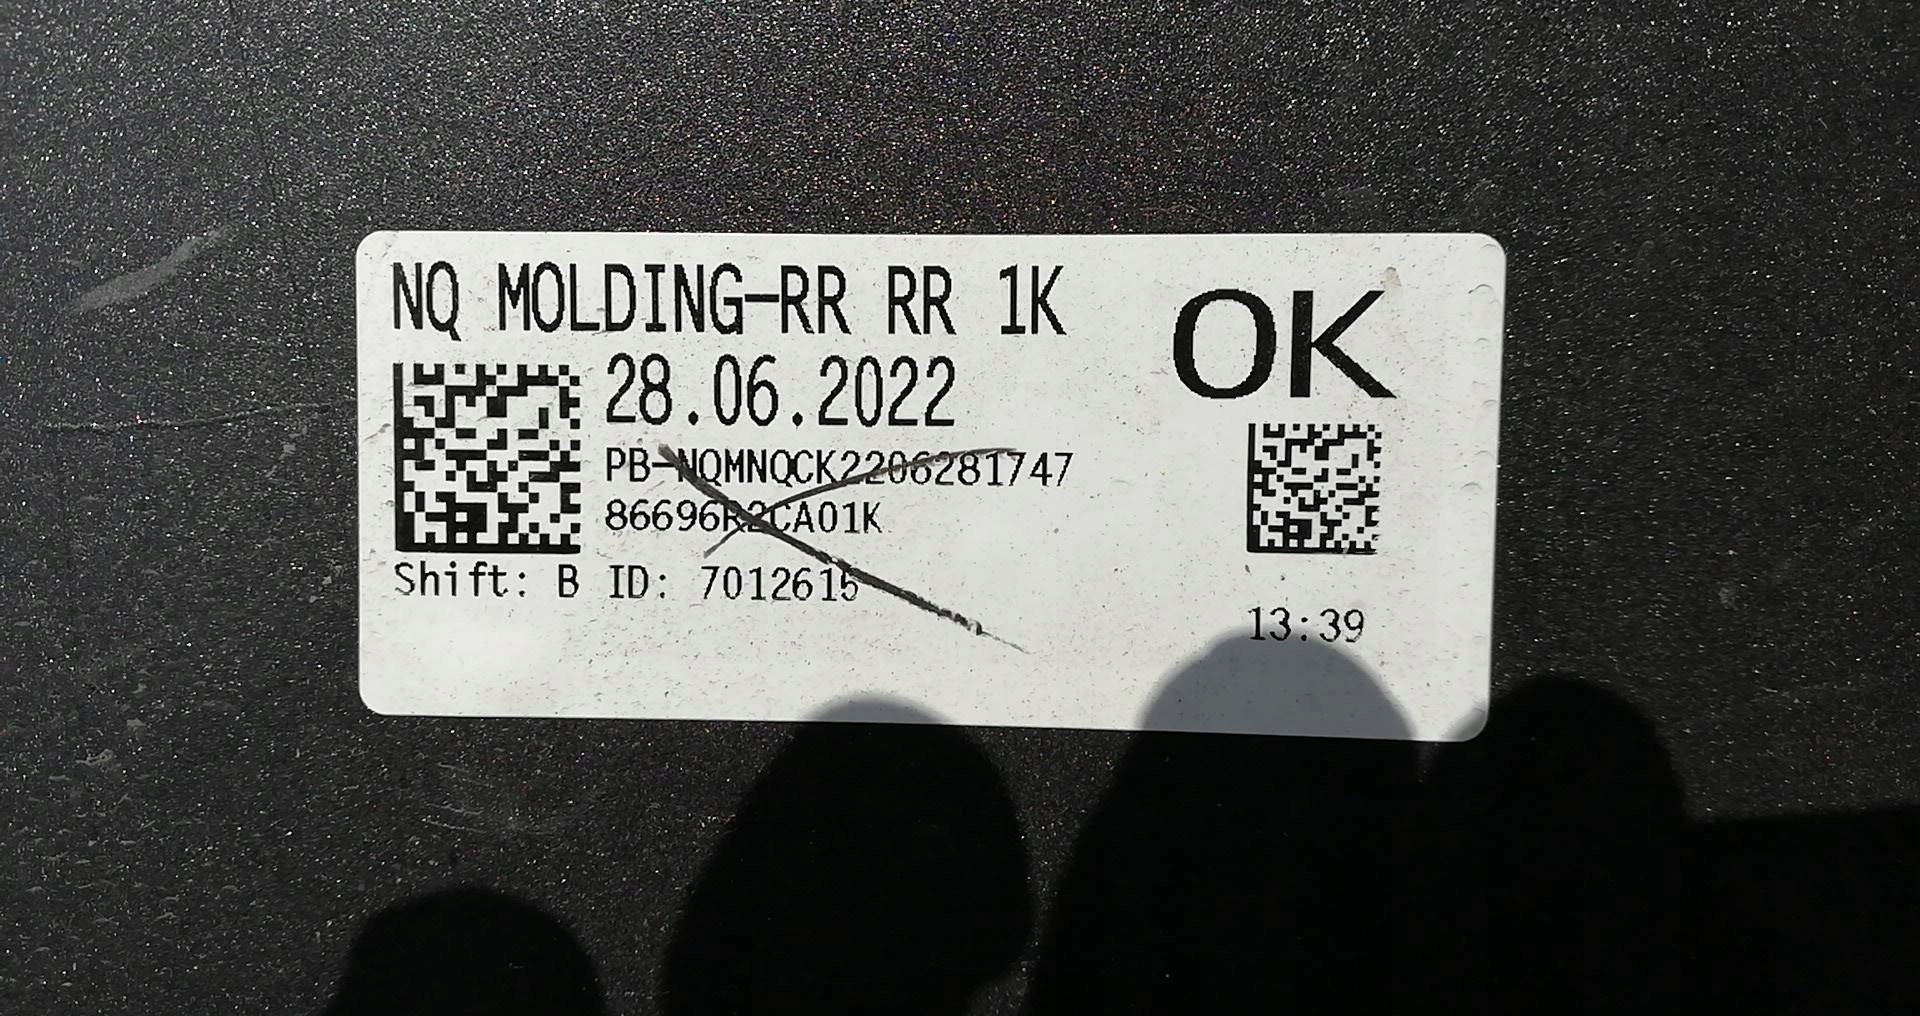 NQ MOLDING-RR RR 1K
OK
28.06.2022
PB-NQMNQCK2206281747
86696R2CA01K
Shift: B ID: 7012615
13:39